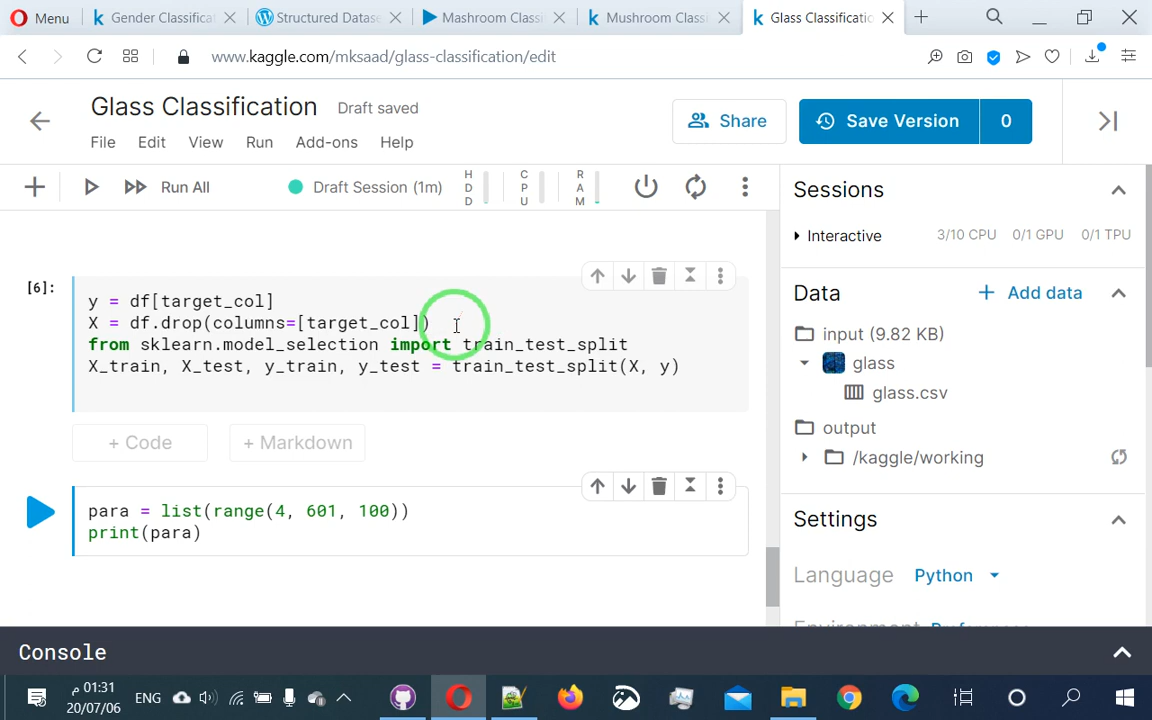 Menu
Gender Classificat
Structured Datase
Mashroom Classi
Mushroom Classi
Glass Classificatio
www.kaggle.com/mksaad/glass-classification/edit
Glass Classification
Draft saved
File Edit View Run Add-ons Help
Share
Save Version 0
Run All
Draft Session (1m)
HDD
CPU
RAM
[6]:
y = df[target_col]
X = df.drop(columns=[target_col])
from sklearn.model_selection import train_test_split
X_train, X_test, y_train, y_test = train_test_split(X, y)
+ Code
+ Markdown
para = list(range(4, 601, 100))
print(para)
Sessions
Interactive 3/10 CPU 0/1 GPU 0/1 TPU
Data
+ Add data
input (9.82 KB)
glass
glass.csv
output
/kaggle/working
Settings
Language Python
Console
01:31 م
20/07/06
ENG